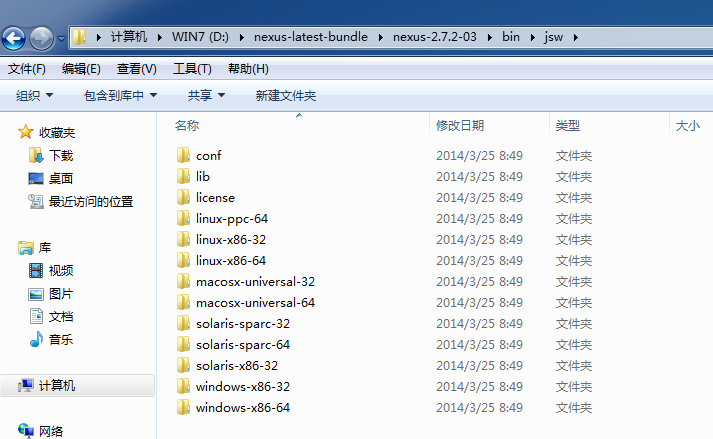 计算机 WIN7 (D:) nexus-latest-bundle nexus-2.7.2-03 bin jsw
文件(F) 编辑(E) 查看(V) 工具(T) 帮助(H)
组织 包含到库中 共享 新建文件夹
收藏夹
下载
桌面
最近访问的位置
库
视频
图片
文档
音乐
计算机
网络
名称 修改日期 类型 大小
conf 2014/3/25 8:49 文件夹
lib 2014/3/25 8:49 文件夹
license 2014/3/25 8:49 文件夹
linux-ppc-64 2014/3/25 8:49 文件夹
linux-x86-32 2014/3/25 8:49 文件夹
linux-x86-64 2014/3/25 8:49 文件夹
macosx-universal-32 2014/3/25 8:49 文件夹
macosx-universal-64 2014/3/25 8:49 文件夹
solaris-sparc-32 2014/3/25 8:49 文件夹
solaris-sparc-64 2014/3/25 8:49 文件夹
solaris-x86-32 2014/3/25 8:49 文件夹
windows-x86-32 2014/3/25 8:49 文件夹
windows-x86-64 2014/3/25 8:49 文件夹